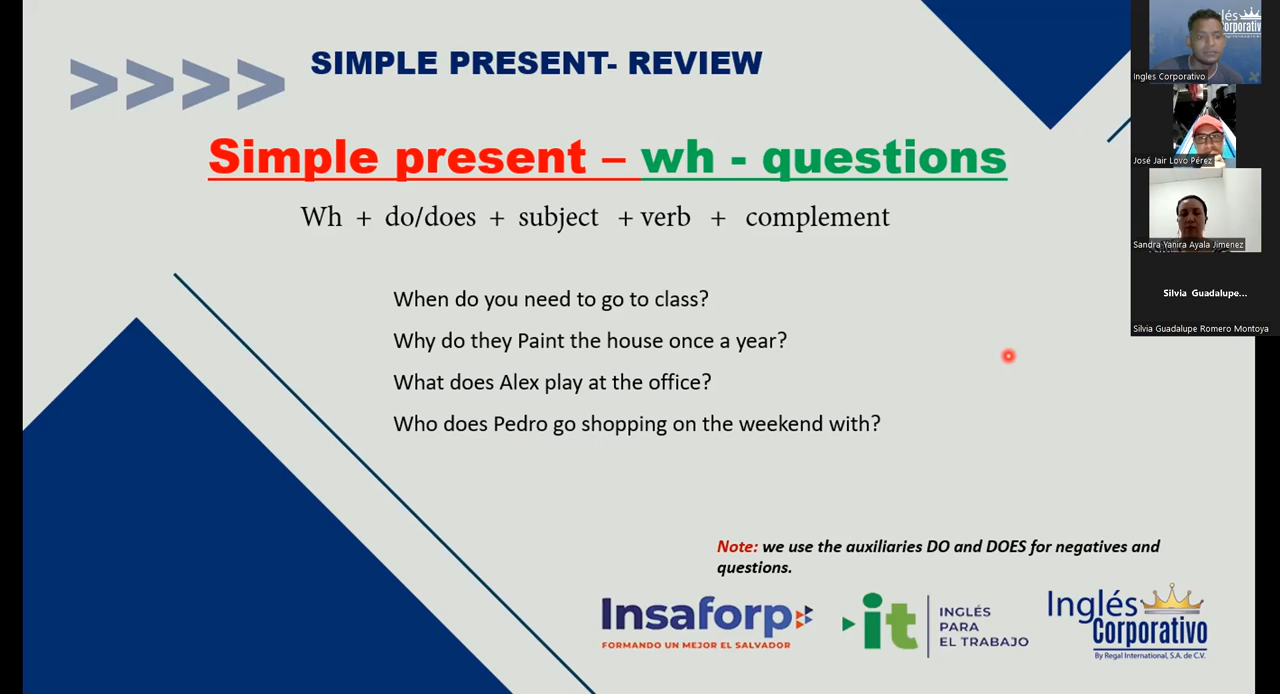 SIMPLE PRESENT- REVIEW
Simple present – wh - questions
Wh + do/does + subject + verb + complement
When do you need to go to class?
Why do they Paint the house once a year?
What does Alex play at the office?
Who does Pedro go shopping on the weekend with?
Note: we use the auxiliaries DO and DOES for negatives and
questions.
Insaforp
FORMANDO UN MEJOR EL SALVADOR
it
INGLÉS
PARA
EL TRABAJO
Inglés
Corporativo
By Regal International, S.A. de C.V.
glés
orporativo
Ingles Corporativo
José Jair Lovo Pérez
Sandra Yanira Ayala Jimenez
Silvia Guadalupe...
Silvia Guadalupe Romero Montoya